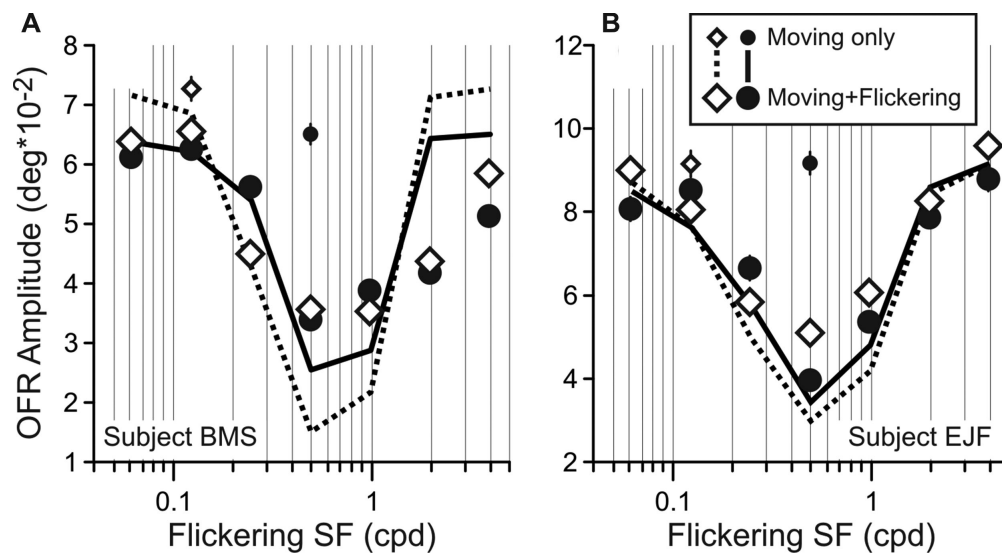 A
OFR Amplitude (deg*10-2)
8
7
6
5
4
3
2
1
Subject BMS
0.1 1
Flickering SF (cpd)
B
12
10
8
6
4
2
Moving only
Moving+Flickering
Subject EJF
0.1 1
Flickering SF (cpd)